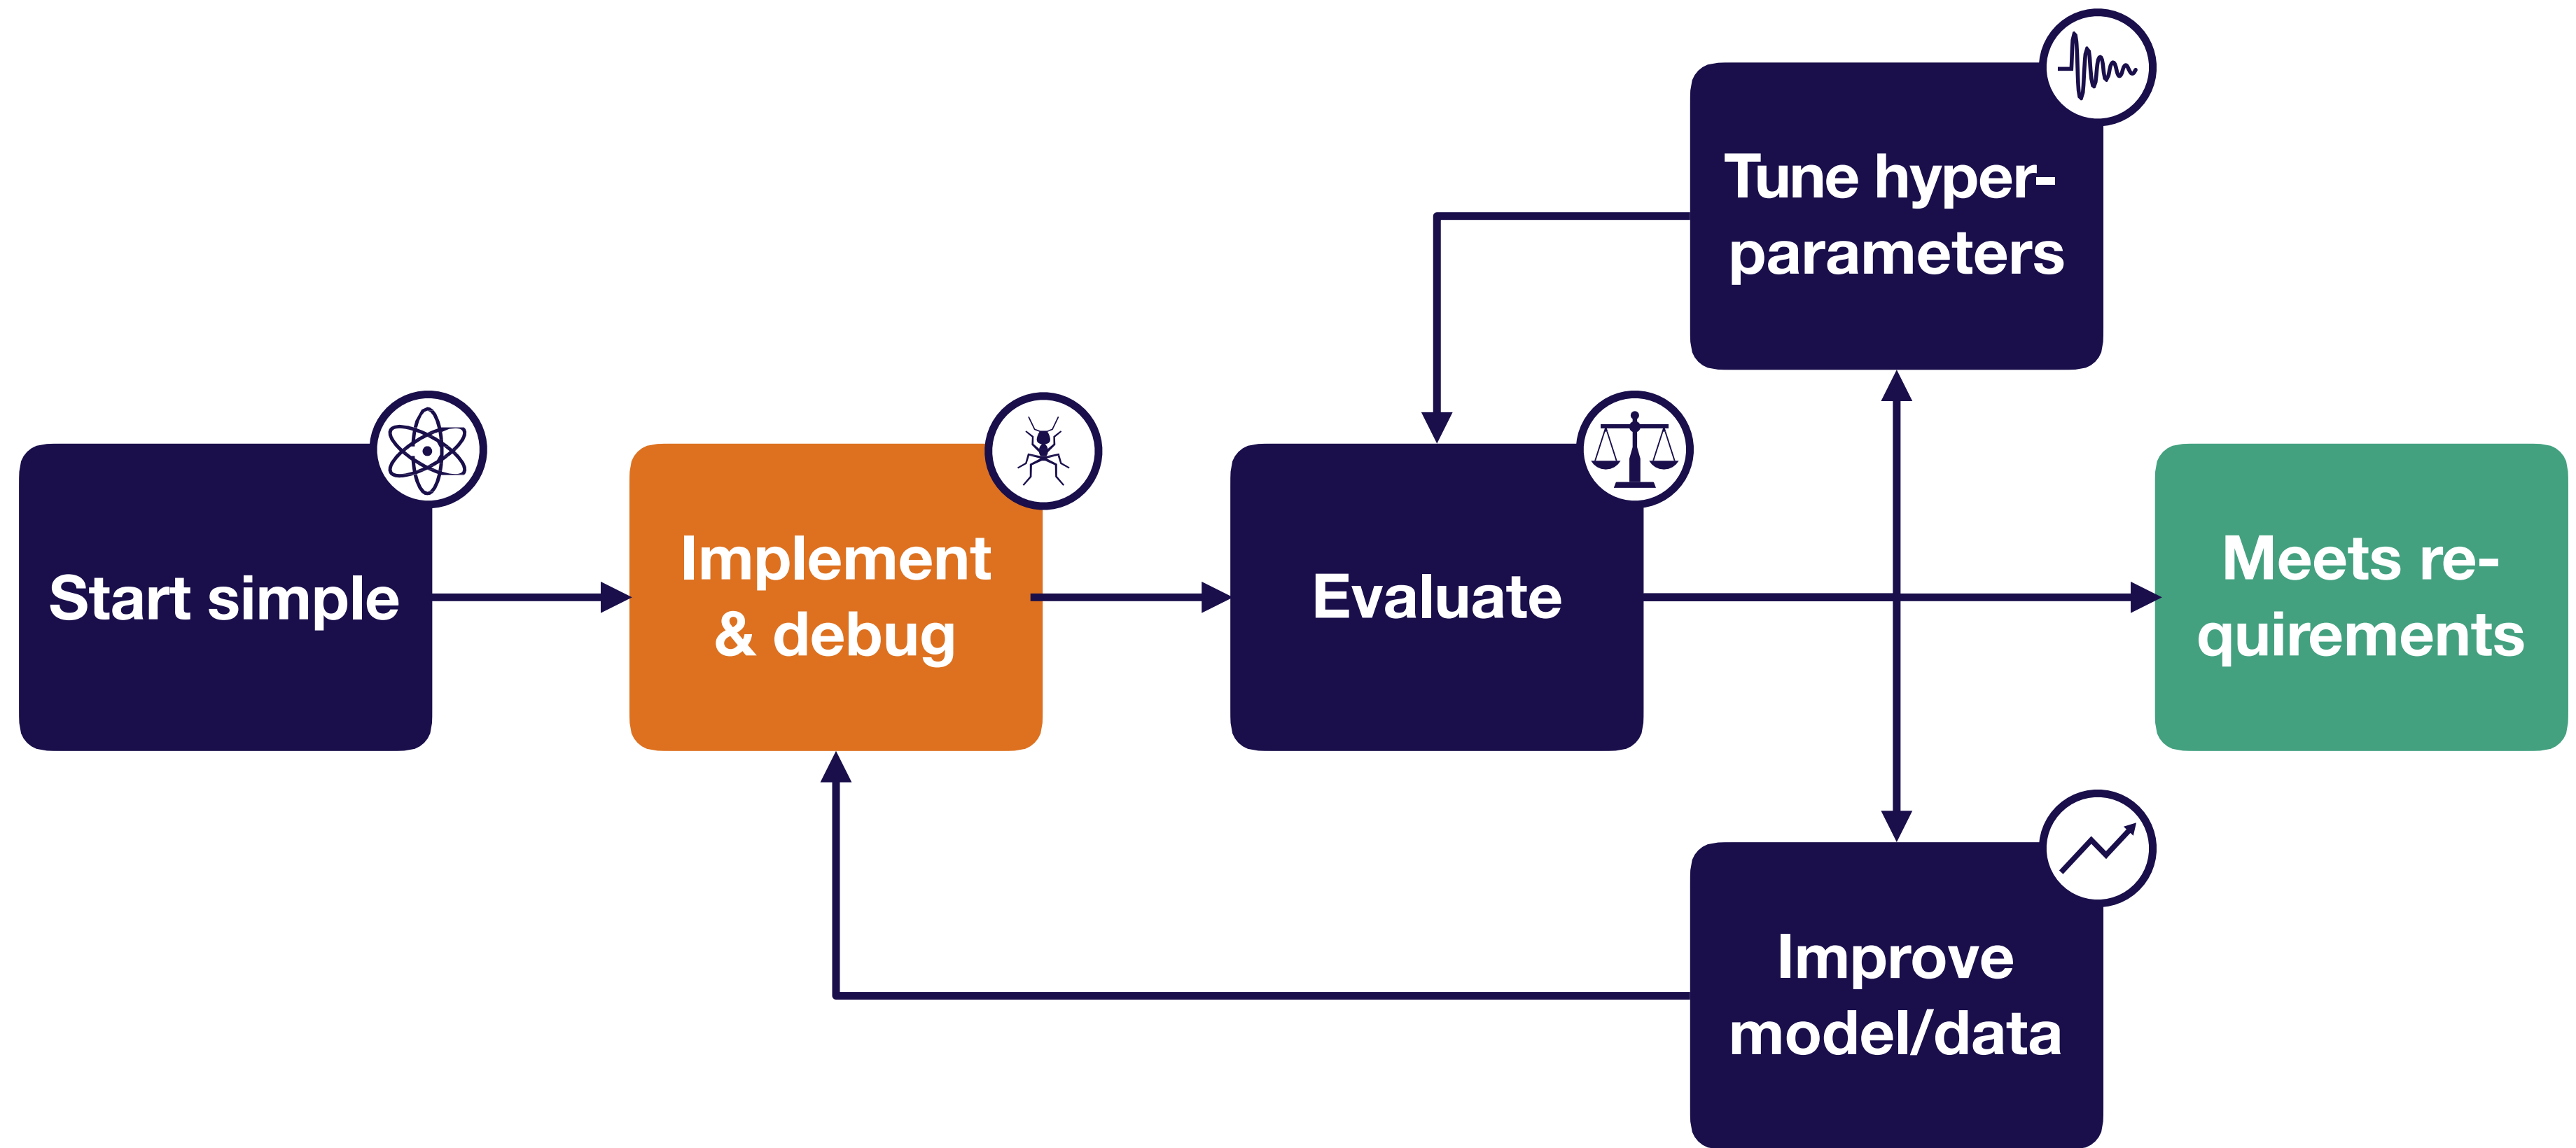 Tune hyper-
parameters
Start simple
Implement
& debug
Evaluate
Meets re-
quirements
Improve
model/data